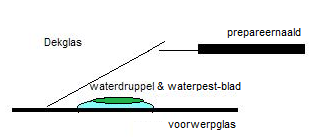 prepareernaald
Dekglas
waterdruppel & waterpest-blad
voorwerpglas